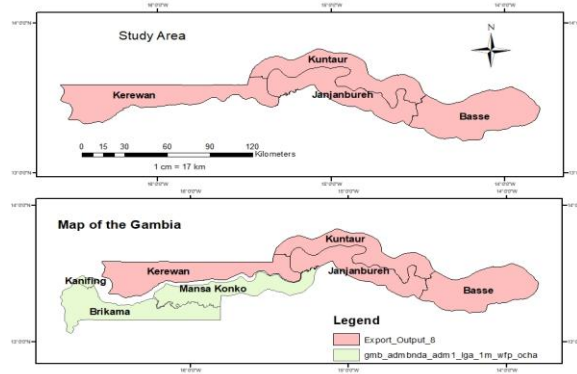 Study Area
N
Kuntaur
Kerewan
Janjanbureh
Basse
0 15 30 60 90 120
Kilometers
1 cm = 17 km
Map of the Gambia
Kuntaur
Kerewan
Kanifing
Mansa Konko
Janjanbureh
Basse
Brikama
Legend
Export_Output_8
gmb_admbnda_adm1_lga_1m_wfp_ocha